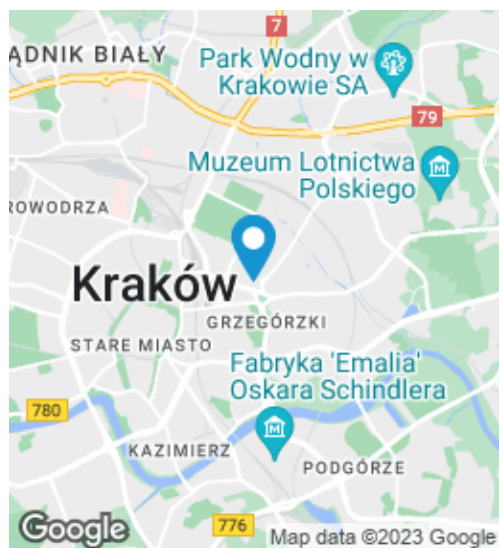 7
ĄDNIK BIAŁY
Park Wodny w
Krakowie SA
79
Muzeum Lotnictwa
Polskiego
ROWODRZA
Kraków
GRZEGÓRZKI
STARE MIASTO
Fabryka 'Emalia'
Oskara Schindlera
780
KAZIMIERZ
PODGÓRZE
Google
776
Map data ©2023 Google